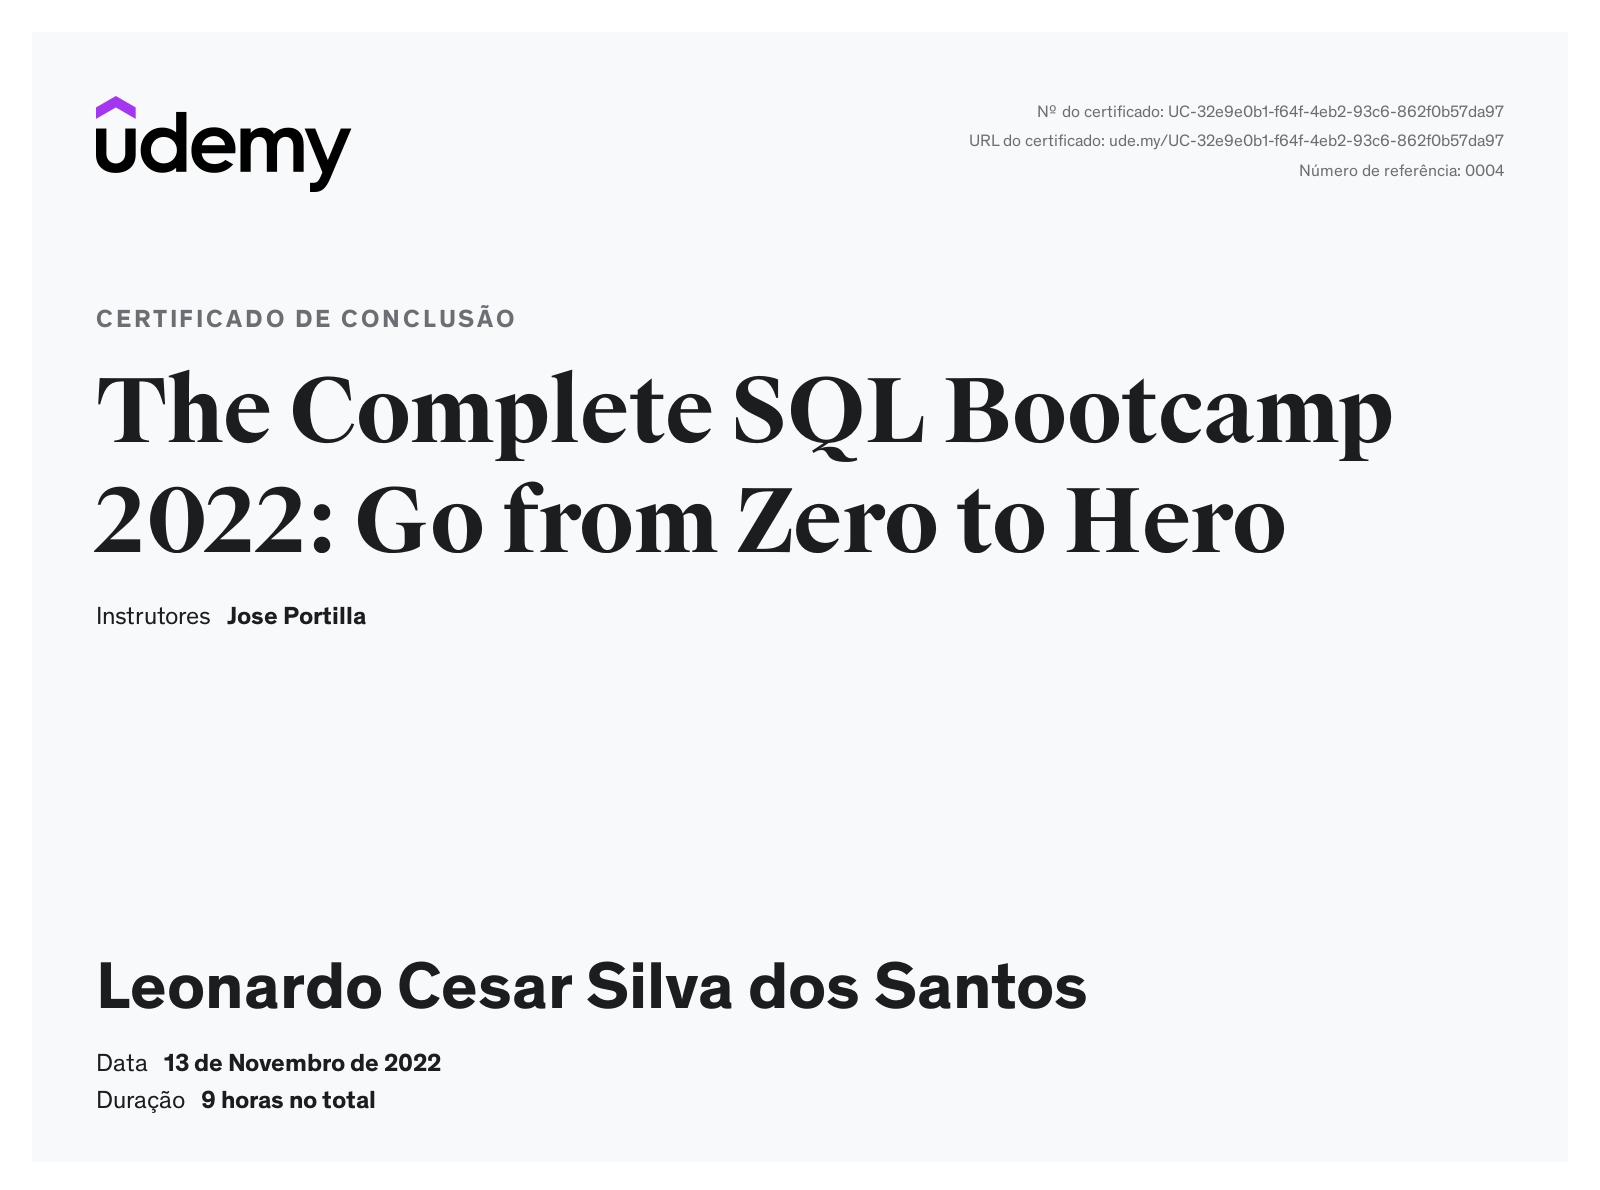 udemy
Nº do certificado: UC-32e9e0b1-f64f-4eb2-93c6-862f0b57da97
URL do certificado: ude.my/UC-32e9e0b1-f64f-4eb2-93c6-862f0b57da97
Número de referência: 0004
CERTIFICADO DE CONCLUSÃO
The Complete SQL Bootcamp
2022: Go from Zero to Hero
Instrutores Jose Portilla
Leonardo Cesar Silva dos Santos
Data 13 de Novembro de 2022
Duração 9 horas no total